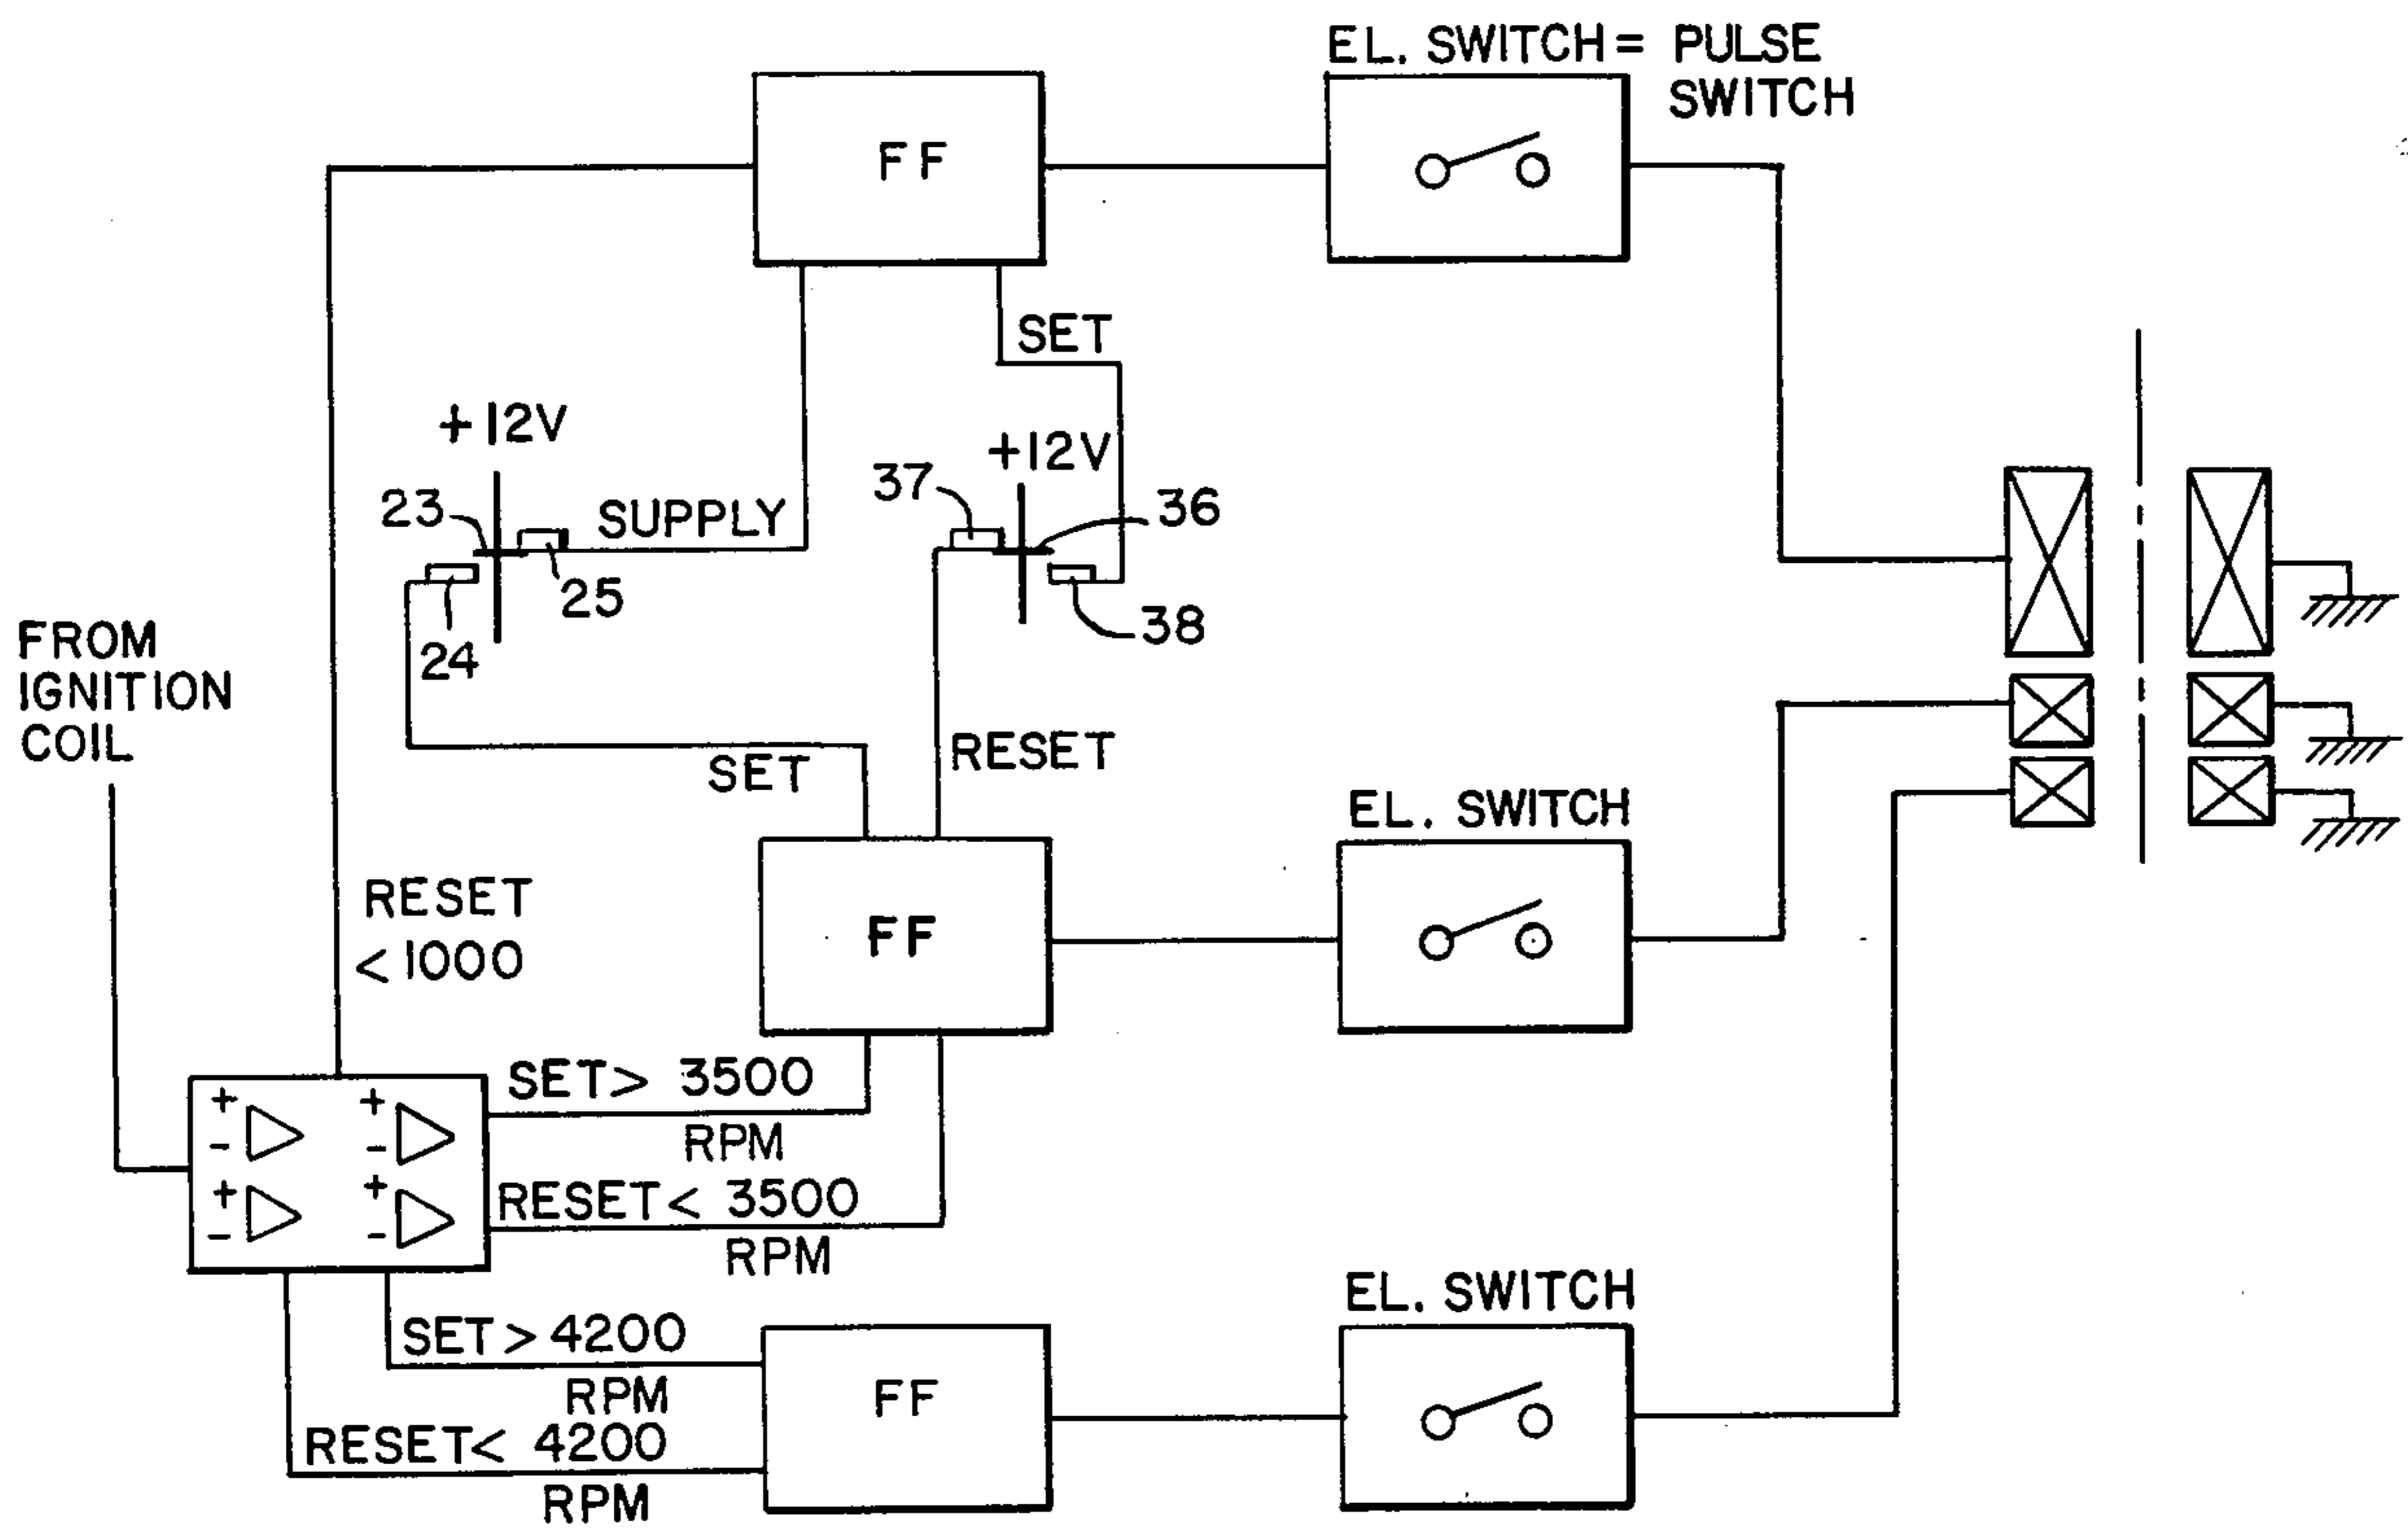 EL. SWITCH = PULSE
SWITCH
FF
SET
+12V
+12V
37
36
23
SUPPLY
25
38
24
FROM
IGNITION
COIL
SET
RESET
EL. SWITCH
RESET
< 1000
FF
SET > 3500
RPM
+
-
+
-
+
-
+
-
RESET < 3500
RPM
EL. SWITCH
SET > 4200
RPM
FF
RESET < 4200
RPM